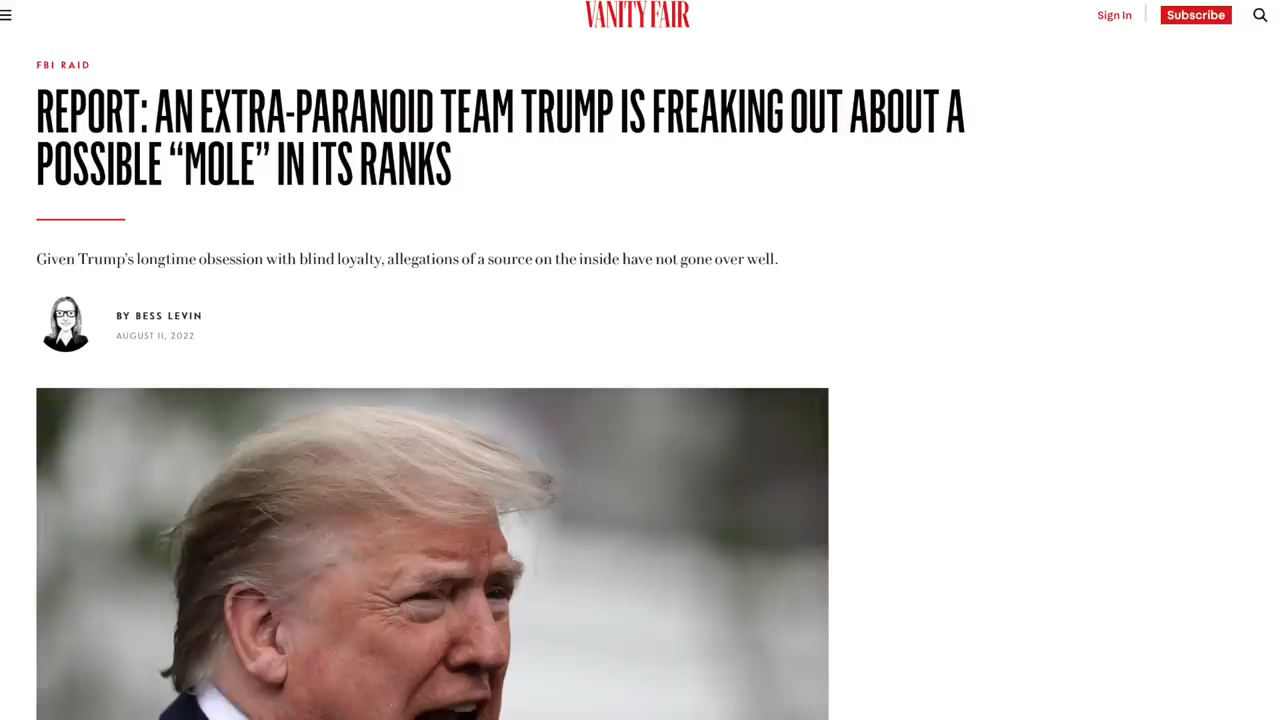 VANITY FAIR
Sign In
Subscribe
FBI RAID
REPORT: AN EXTRA-PARANOID TEAM TRUMP IS FREAKING OUT ABOUT A
POSSIBLE “MOLE” IN ITS RANKS
Given Trump’s longtime obsession with blind loyalty, allegations of a source on the inside have not gone over well.
BY BESS LEVIN
AUGUST 11, 2022